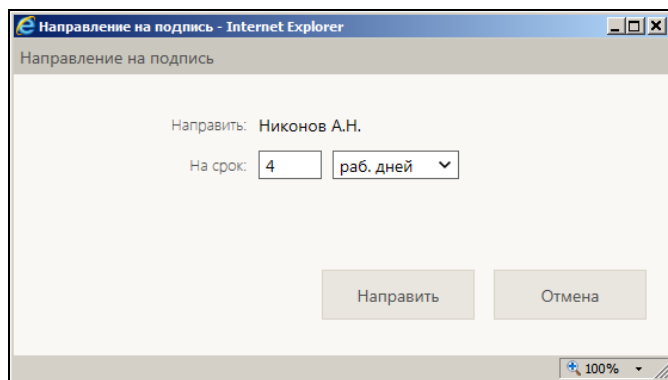 Направление на подпись - Internet Explorer
Направление на подпись
Направить: Никонов А.Н.
На срок: 4 раб. дней
Направить Отмена
100%